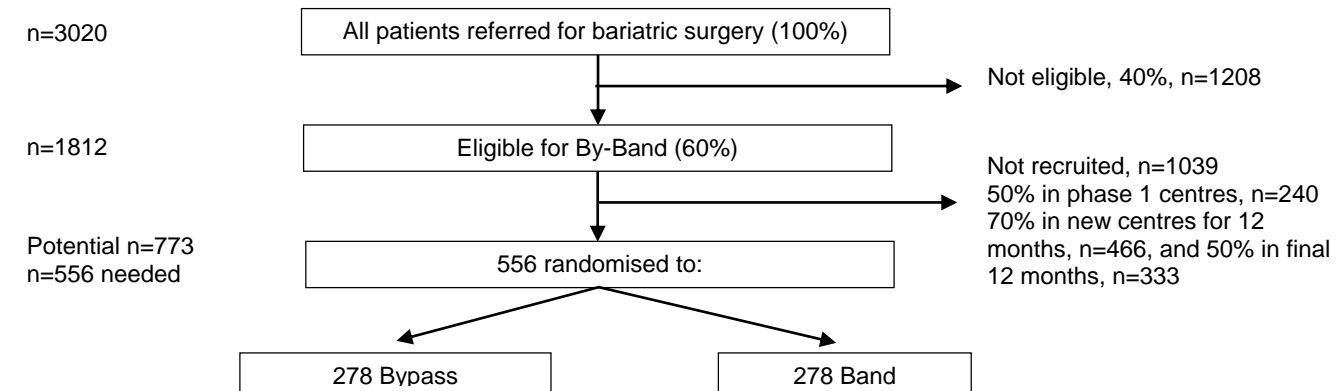 n=3020
All patients referred for bariatric surgery (100%)
Not eligible, 40%, n=1208
n=1812
Eligible for By-Band (60%)
Not recruited, n=1039
50% in phase 1 centres, n=240
70% in new centres for 12
months, n=466, and 50% in final
12 months, n=333
Potential n=773
n=556 needed
556 randomised to:
278 Bypass
278 Band